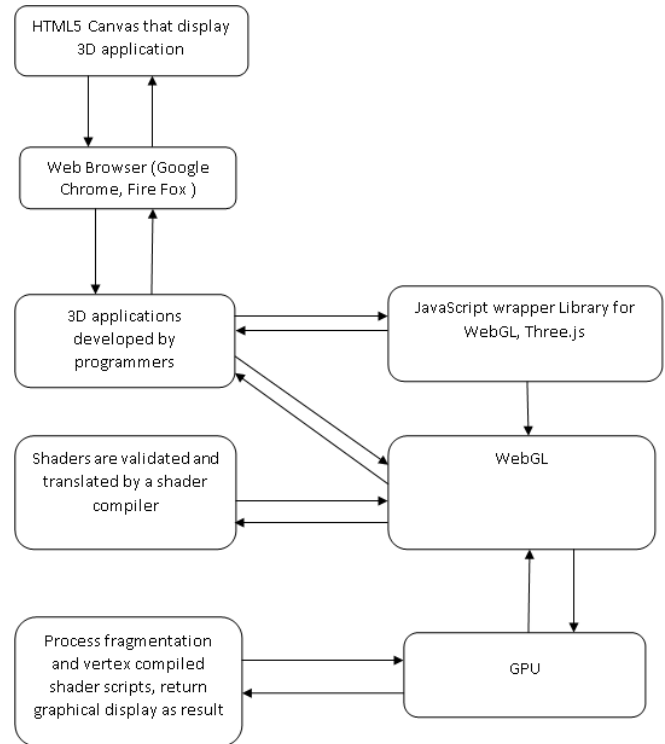 HTML5 Canvas that display
3D application
Web Browser (Google
Chrome, Fire Fox )
3D applications
developed by
programmers
JavaScript wrapper Library for
WebGL, Three.js
Shaders are validated and
translated by a shader
compiler
WebGL
Process fragmentation
and vertex compiled
shader scripts, return
graphical display as result
GPU